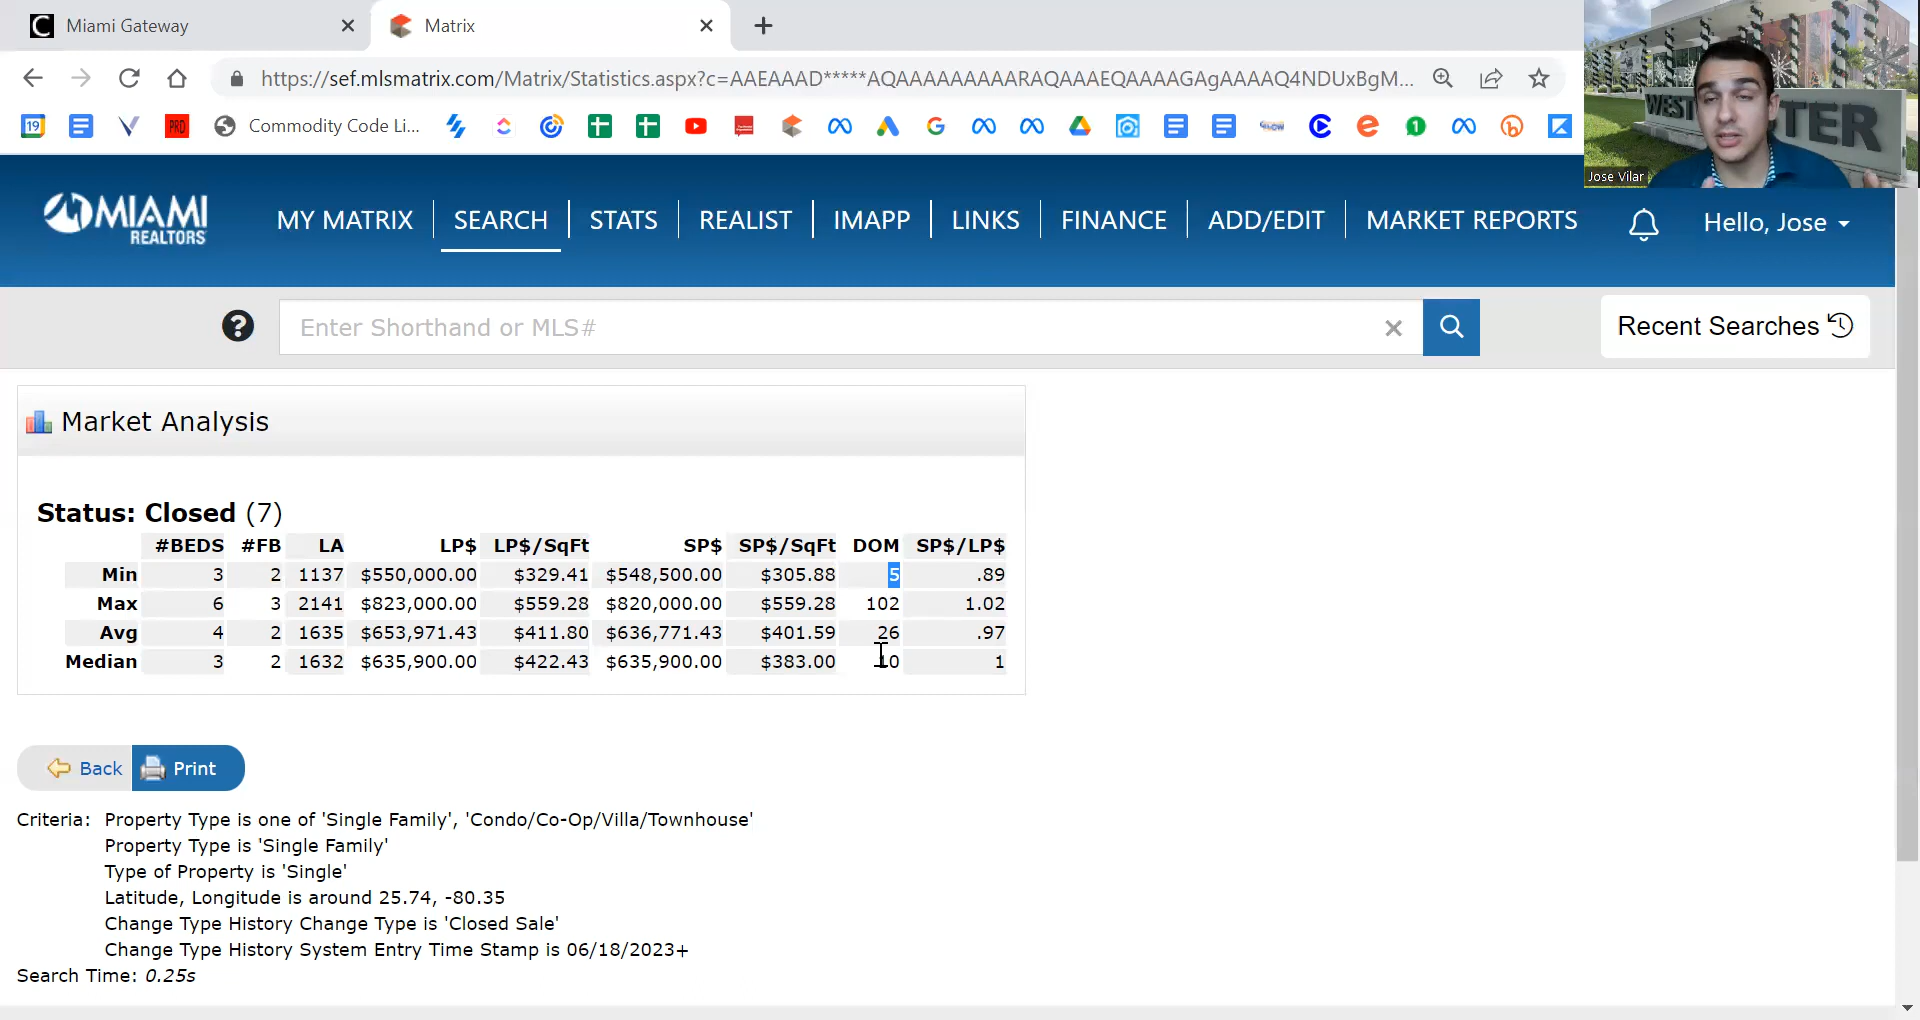 Miami Gateway
Matrix
https://sef.mlsmatrix.com/Matrix/Statistics.aspx?c=AAEAAAD*****AQAAAAAAAAARAQAAAEQAAAAGAgAAAAQ4NDUxBgM...
19
PRD
Commodity Code Li...
WEST
TER
Jose Vilar
MIAMI REALTORS
MY MATRIX SEARCH STATS REALIST IMAPP LINKS FINANCE ADD/EDIT MARKET REPORTS Hello, Jose
Enter Shorthand or MLS#
Recent Searches
Market Analysis
Status: Closed (7)
#BEDS #FB LA LP$ LP$/SqFt SP$ SP$/SqFt DOM SP$/LP$
Min 3 2 1137 $550,000.00 $329.41 $548,500.00 $305.88 5 .89
Max 6 3 2141 $823,000.00 $559.28 $820,000.00 $559.28 102 1.02
Avg 4 2 1635 $653,971.43 $411.80 $636,771.43 $401.59 26 .97
Median 3 2 1632 $635,900.00 $422.43 $635,900.00 $383.00 10 1
Back Print
Criteria: Property Type is one of 'Single Family', 'Condo/Co-Op/Villa/Townhouse'
Property Type is 'Single Family'
Type of Property is 'Single'
Latitude, Longitude is around 25.74, -80.35
Change Type History Change Type is 'Closed Sale'
Change Type History System Entry Time Stamp is 06/18/2023+
Search Time: 0.25s